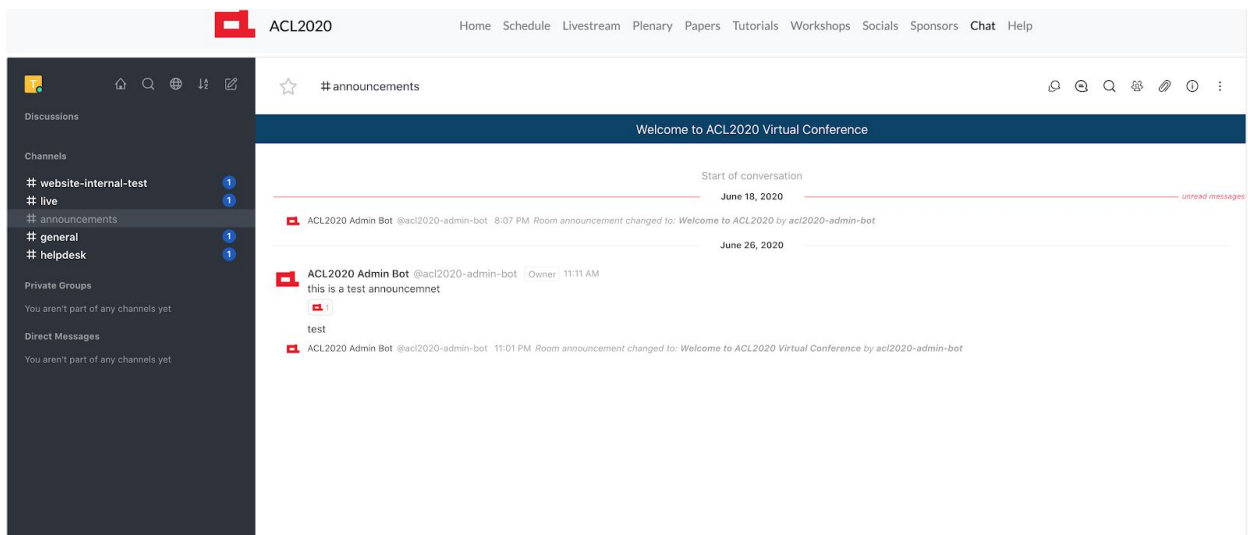 ACL2020
Home Schedule Livestream Plenary Papers Tutorials Workshops Socials Sponsors Chat Help
T
Discussions
Channels
# website-internal-test 1
# live 1
# announcements
# general 1
# helpdesk 1
Private Groups
You aren't part of any channels yet
Direct Messages
You aren't part of any channels yet
# announcements
Welcome to ACL2020 Virtual Conference
Start of conversation
June 18, 2020 unread messages
ACL2020 Admin Bot @acl2020-admin-bot 8:07 PM Room announcement changed to: Welcome to ACL2020 by acl2020-admin-bot
June 26, 2020
ACL2020 Admin Bot @acl2020-admin-bot Owner 11:11 AM
this is a test announcemnet
1
test
ACL2020 Admin Bot @acl2020-admin-bot 11:01 PM Room announcement changed to: Welcome to ACL2020 Virtual Conference by acl2020-admin-bot